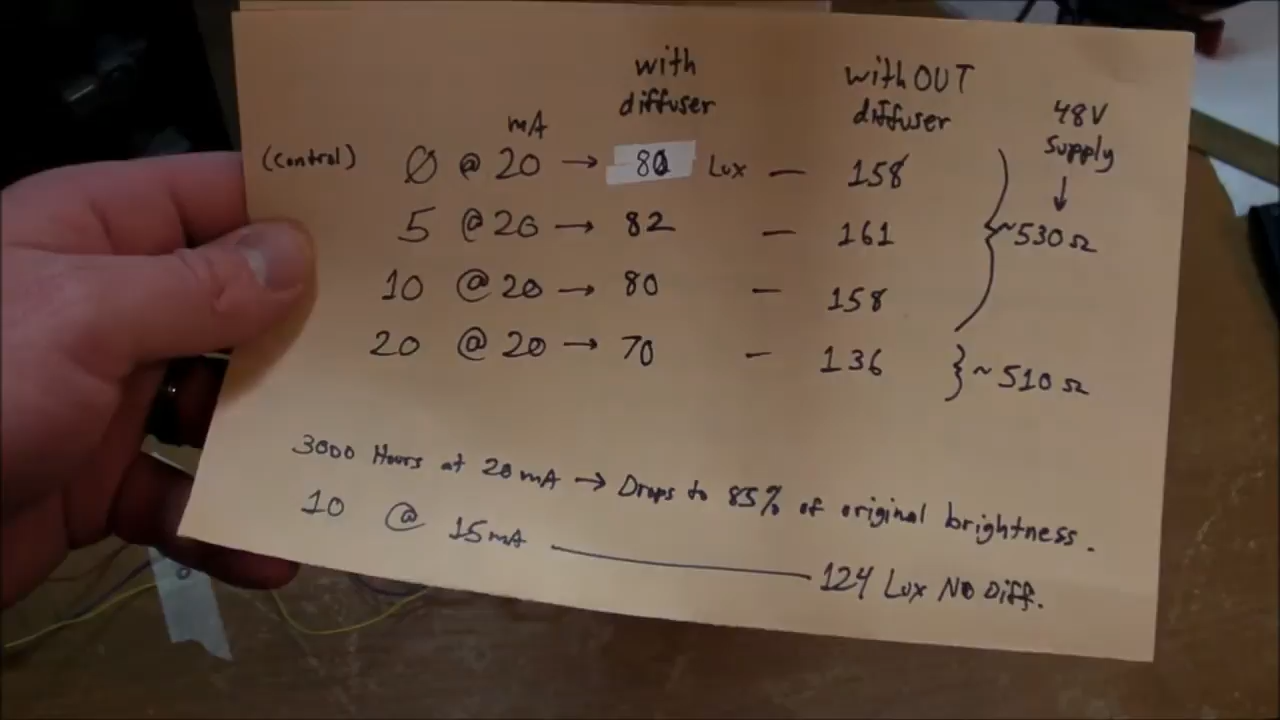 with diffuser
withOUT diffuser
48V Supply
↓
mA
(control) Ø @ 20 → 80 Lux — 158
5 @ 20 → 82 — 161
~530 Ω
10 @ 20 → 80 — 158
20 @ 20 → 70 — 136 } ~510 Ω
3000 Hours at 20 mA → Drops to 85% of original brightness.
10 @ 15mA — 124 Lux No Diff.